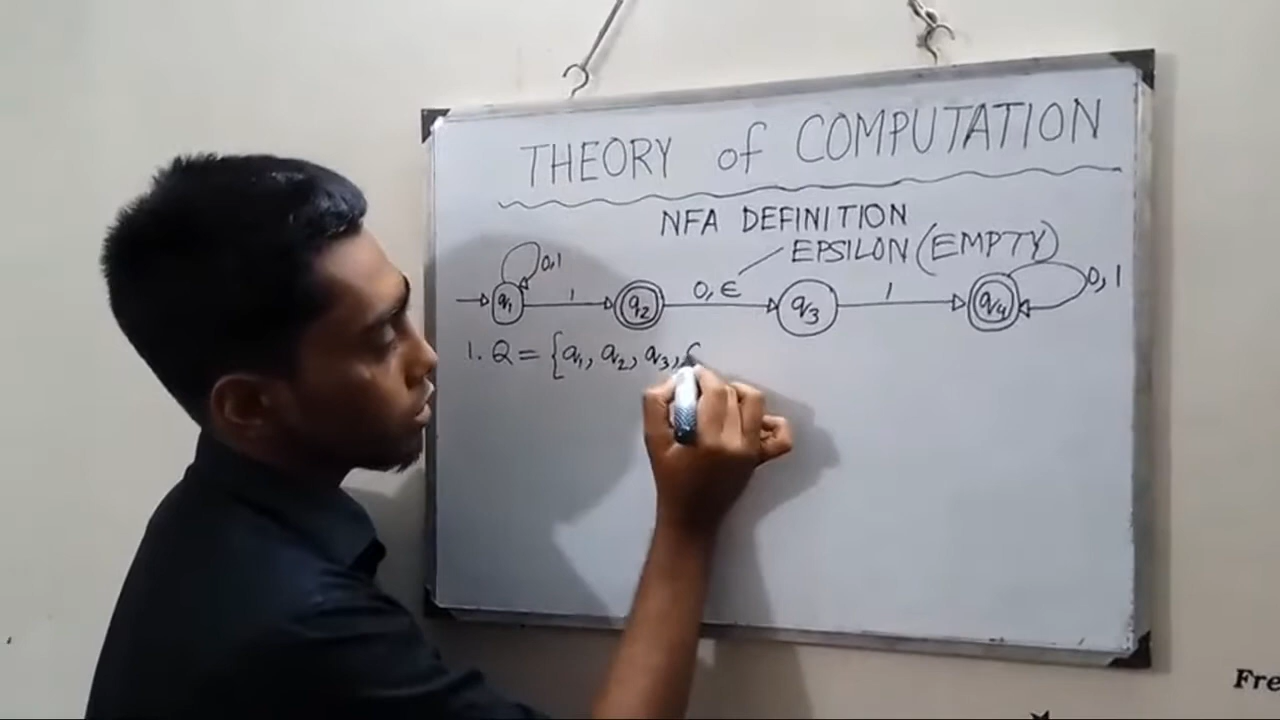 THEORY of COMPUTATION
NFA DEFINITION
EPSILON (EMPTY)
0,1 1 0, ε 1 0, 1
q₁ q₂ q₃ q₄
1. Q = {q₁, q₂, q₃,
Fre